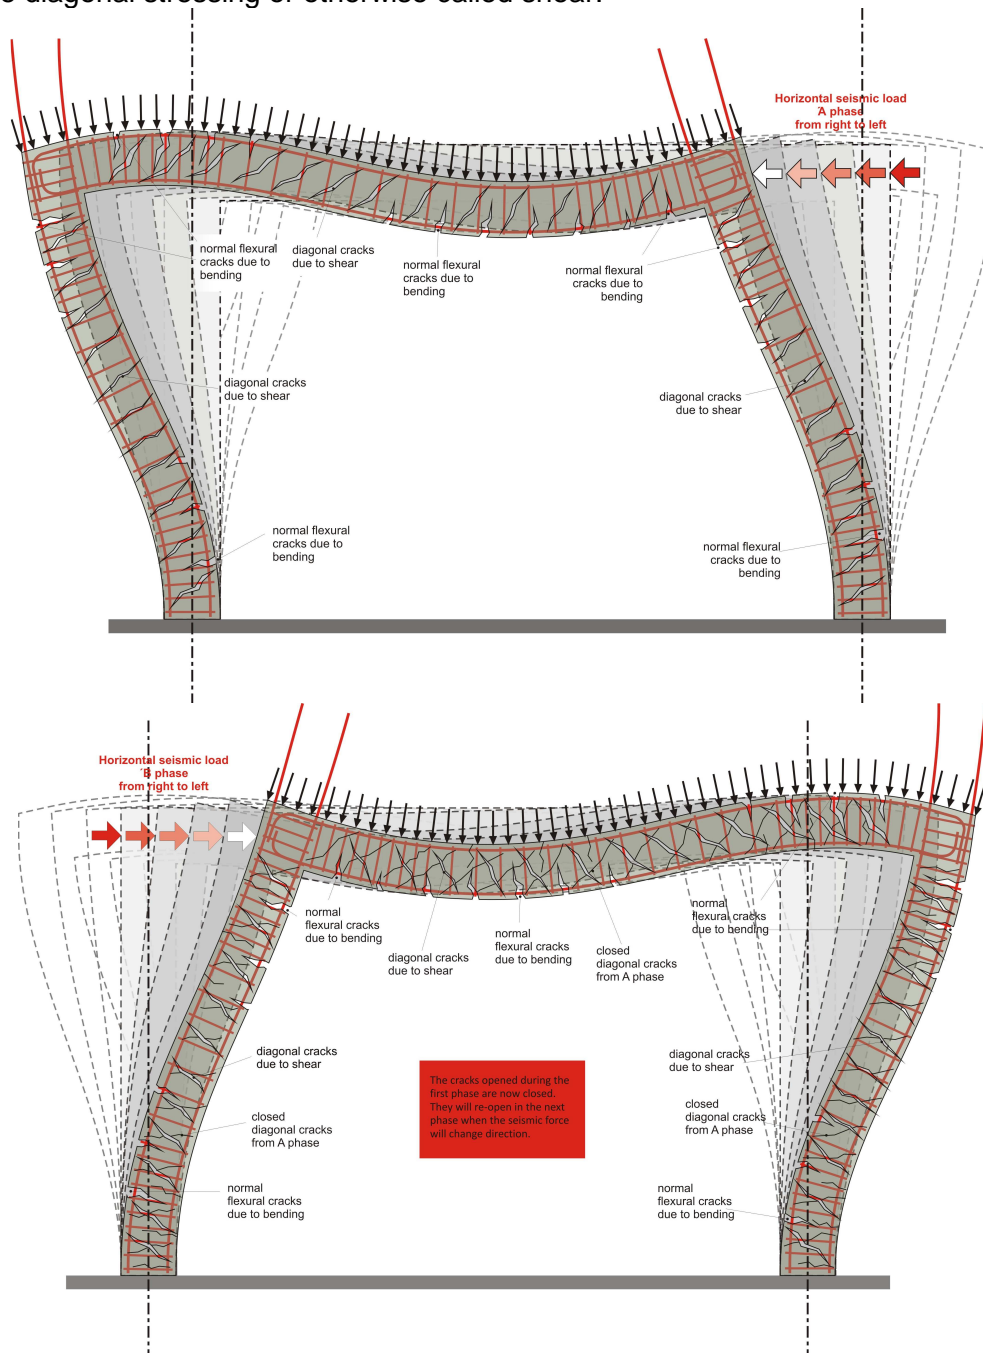 diagonal stressing or otherwise called shear.
Horizontal seismic load
'A phase
from right to left
normal flexural
cracks due to
bending
diagonal cracks
due to shear
normal flexural
cracks due to
bending
normal flexural
cracks due to
bending
diagonal cracks
due to shear
diagonal cracks
due to shear
normal flexural
cracks due to
bending
normal flexural
cracks due to
bending
Horizontal seismic load
'B phase
from right to left
normal
flexural cracks
due to bending
diagonal cracks
due to shear
normal
flexural cracks
due to bending
closed
diagonal cracks
from A phase
normal
flexural cracks
due to bending
diagonal cracks
due to shear
The cracks opened during the
first phase are now closed.
They will re-open in the next
phase when the seismic force
will change direction.
diagonal cracks
due to shear
closed
diagonal cracks
from A phase
closed
diagonal cracks
from A phase
normal
flexural cracks
due to bending
normal
flexural cracks
due to bending